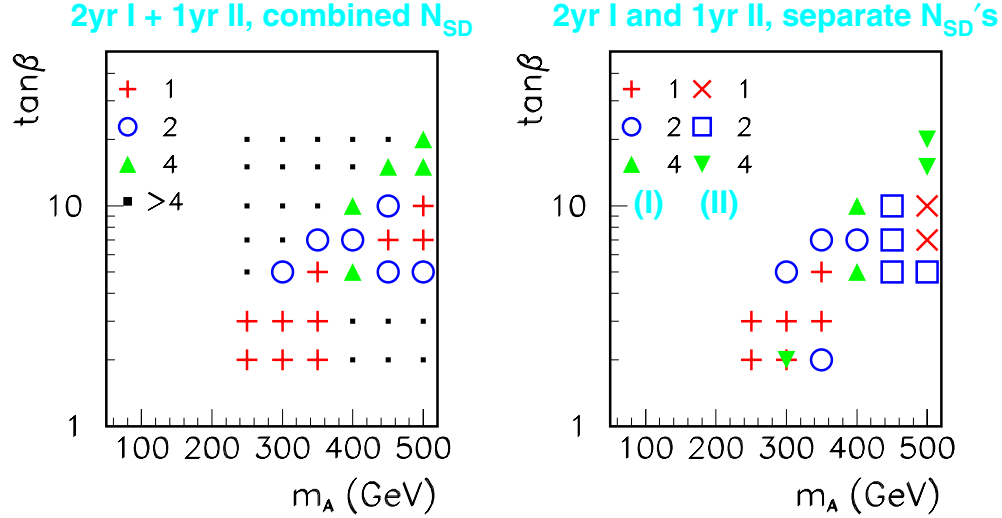 2yr I + 1yr II, combined N_SD
tanβ
1
2
4
>4
10
1
100 200 300 400 500
m_A (GeV)
2yr I and 1yr II, separate N_SD′s
tanβ
1 1
2 2
4 4
(I) (II)
10
1
100 200 300 400 500
m_A (GeV)